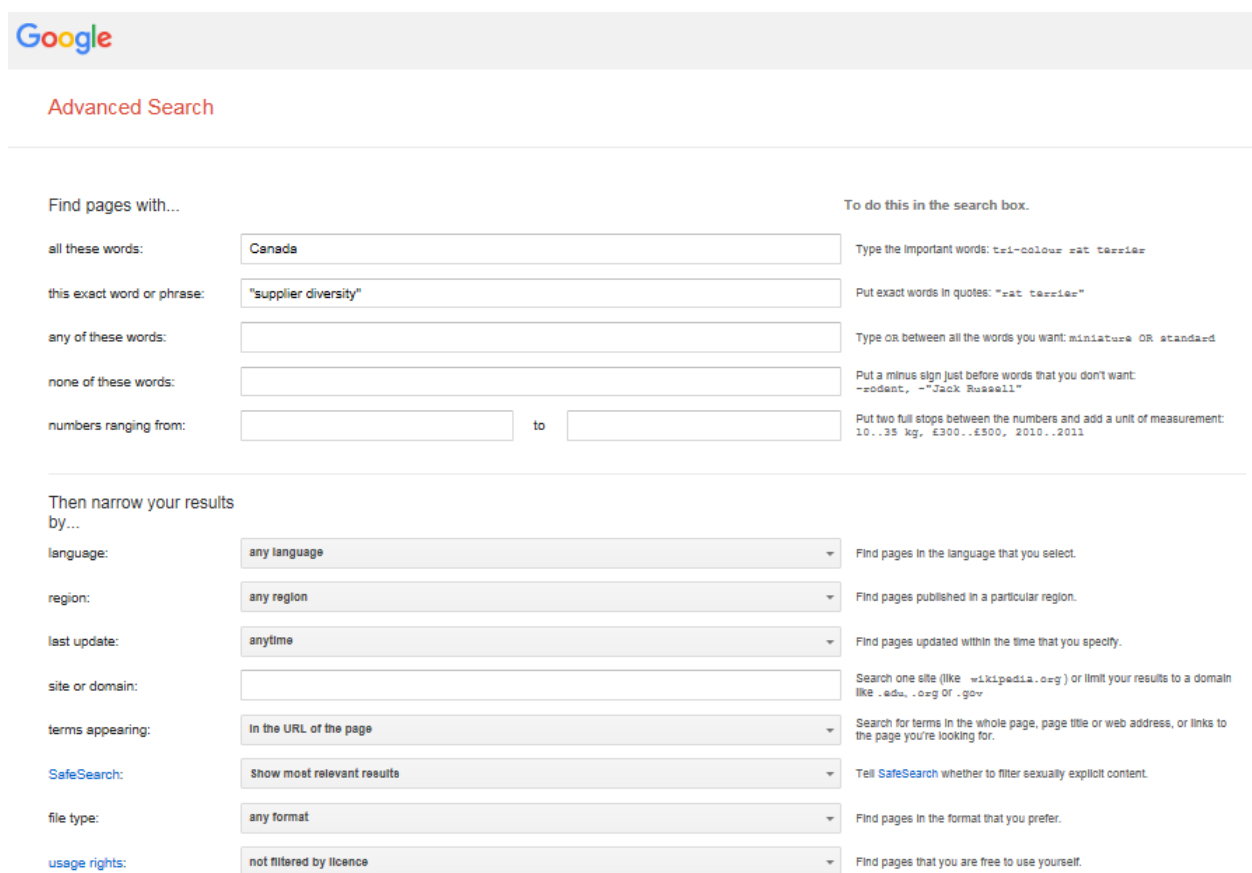 Google
Advanced Search
Find pages with...
To do this in the search box.
all these words:
Canada
Type the important words: tri-colour rat terrier
this exact word or phrase:
"supplier diversity"
Put exact words in quotes: "rat terrier"
any of these words:
Type OR between all the words you want: miniature OR standard
none of these words:
Put a minus sign just before words that you don't want:
-rodent, -"Jack Russell"
numbers ranging from:
to
Put two full stops between the numbers and add a unit of measurement:
10..35 kg, £300..£500, 2010..2011
Then narrow your results
by...
language:
any language
Find pages in the language that you select.
region:
any region
Find pages published in a particular region.
last update:
anytime
Find pages updated within the time that you specify.
site or domain:
Search one site (like wikipedia.org ) or limit your results to a domain
like .edu, .org or .gov
terms appearing:
in the URL of the page
Search for terms in the whole page, page title or web address, or links to
the page you're looking for.
SafeSearch:
Show most relevant results
Tell SafeSearch whether to filter sexually explicit content.
file type:
any format
Find pages in the format that you prefer.
usage rights:
not filtered by licence
Find pages that you are free to use yourself.